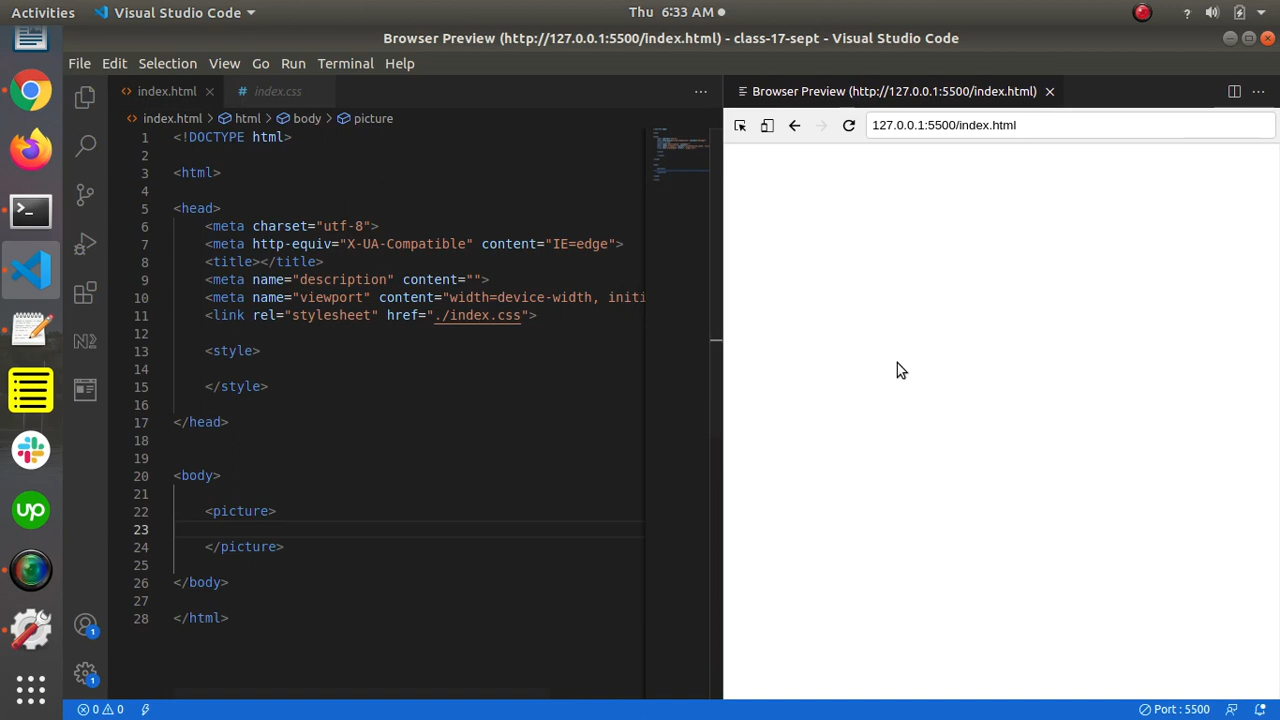 Activities
Visual Studio Code
Thu 6:33 AM
Browser Preview (http://127.0.0.1:5500/index.html) - class-17-sept - Visual Studio Code
File Edit Selection View Go Run Terminal Help
index.html
# index.css
Browser Preview (http://127.0.0.1:5500/index.html)
index.html > html > body > picture
127.0.0.1:5500/index.html
1 <!DOCTYPE html>
2
3 <html>
4
5 <head>
6 <meta charset="utf-8">
7 <meta http-equiv="X-UA-Compatible" content="IE=edge">
8 <title></title>
9 <meta name="description" content="">
10 <meta name="viewport" content="width=device-width, initi
11 <link rel="stylesheet" href="./index.css">
12
13 <style>
14
15 </style>
16
17 </head>
18
19
20 <body>
21
22 <picture>
23
24 </picture>
25
26 </body>
27
28 </html>
up
1
1
0 0
Port : 5500